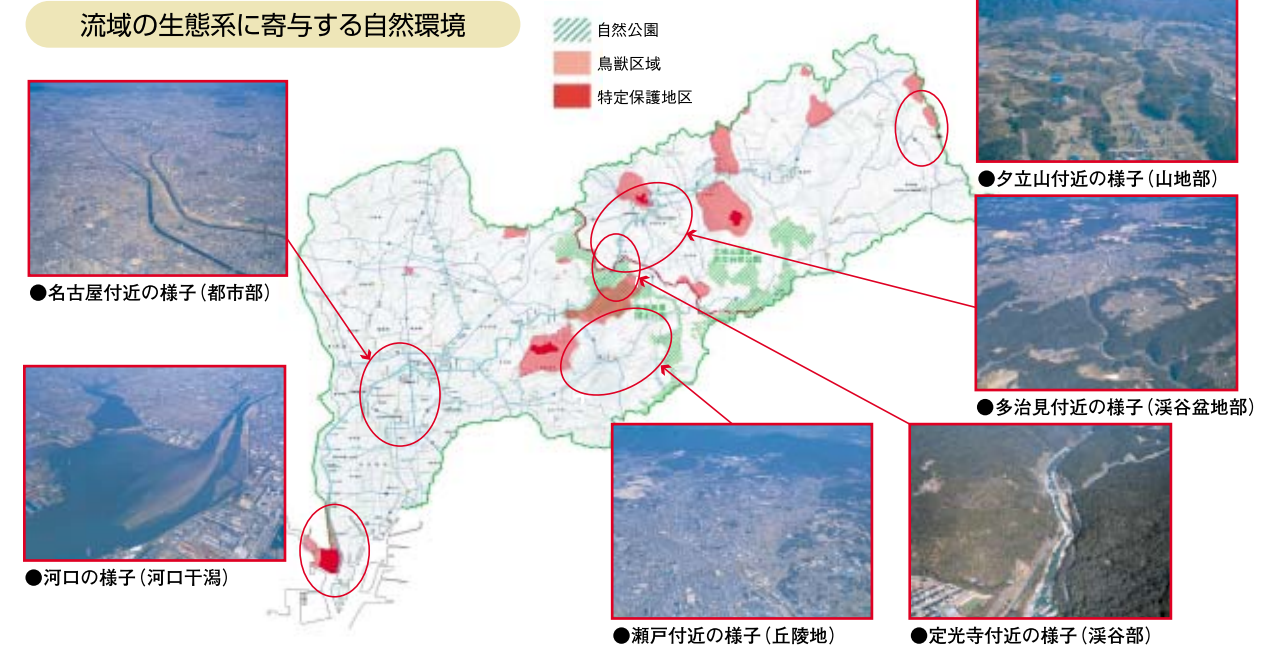 流域の生態系に寄与する自然環境
自然公園
鳥獣区域
特定保護地区
●夕立山付近の様子(山地部)
●名古屋付近の様子(都市部)
●多治見付近の様子(渓谷盆地部)
●河口の様子(河口干潟)
●瀬戸付近の様子(丘陵地)
●定光寺付近の様子(渓谷部)